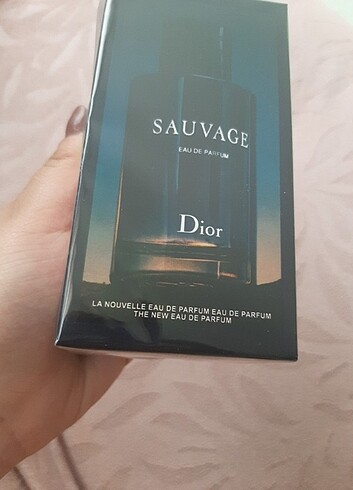 SAUVAGE
EAU DE PARFUM
Dior
LA NOUVELLE EAU DE PARFUM EAU DE PARFUM
THE NEW EAU DE PARFUM